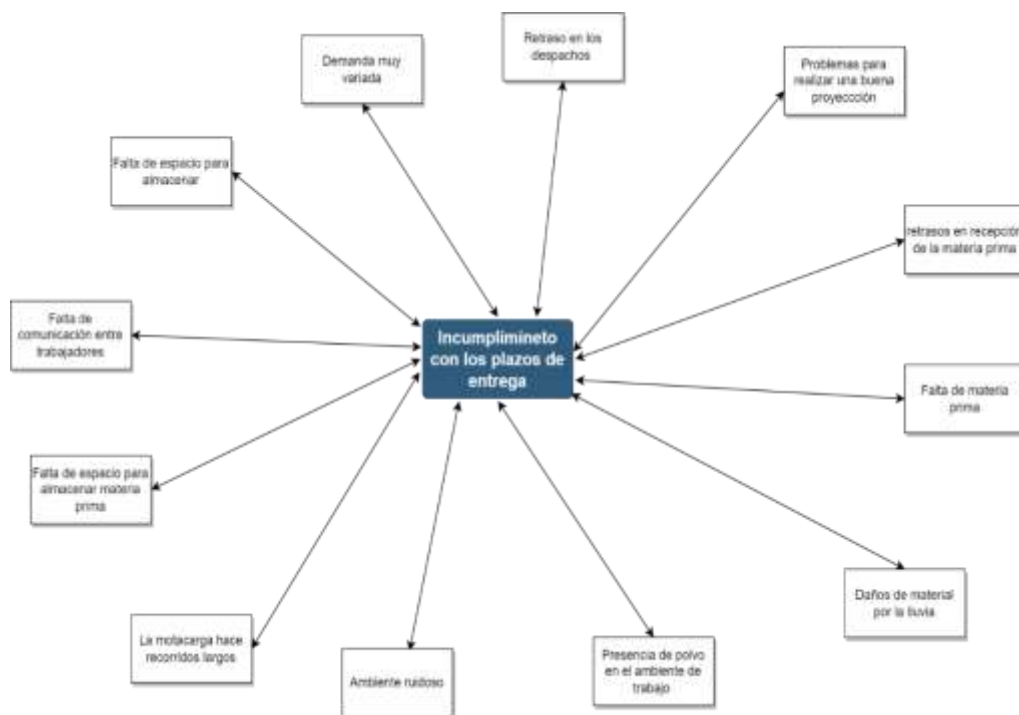 Retraso en los
despachos
Demanda muy
variada
Problemas para
realizar una buena
proyeccción
Falta de espacio para
almacenar
retrasos en recepción
de la materia prima
Falta de
comunicación entre
trabajadores
Incumplimineto
con los plazos de
entrega
Falta de materia
prima
Falta de espacio para
almacenar materia
prima
Daños de material
por la lluvia
La motacarga hace
recorridos largos
Ambiente ruidoso
Presencia de polvo
en el ambiente de
trabajo